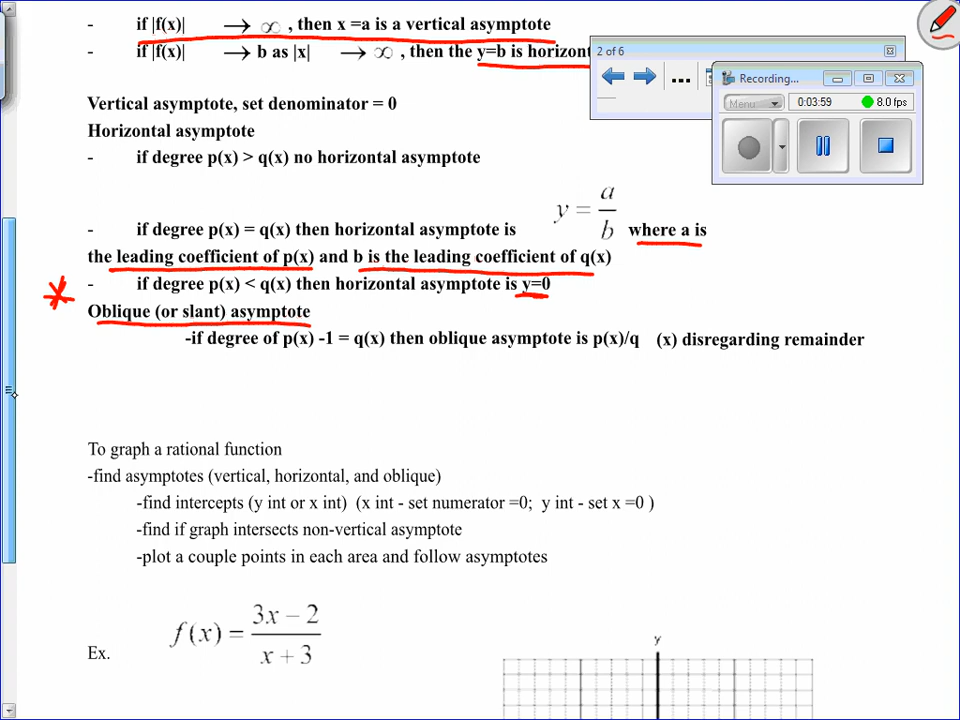 - if |f(x)| → ∞ , then x =a is a vertical asymptote
- if |f(x)| → b as |x| → ∞ , then the y=b is horizont
2 of 6
...
Recording...
Menu
0:03:59
8.0 fps
Vertical asymptote, set denominator = 0
Horizontal asymptote
- if degree p(x) > q(x) no horizontal asymptote
- if degree p(x) = q(x) then horizontal asymptote is y = a/b where a is
the leading coefficient of p(x) and b is the leading coefficient of q(x)
- if degree p(x) < q(x) then horizontal asymptote is y=0
Oblique (or slant) asymptote
-if degree of p(x) -1 = q(x) then oblique asymptote is p(x)/q (x) disregarding remainder
To graph a rational function
-find asymptotes (vertical, horizontal, and oblique)
-find intercepts (y int or x int) (x int - set numerator =0; y int - set x =0 )
-find if graph intersects non-vertical asymptote
-plot a couple points in each area and follow asymptotes
Ex. f(x) = 3x − 2 / x + 3
y